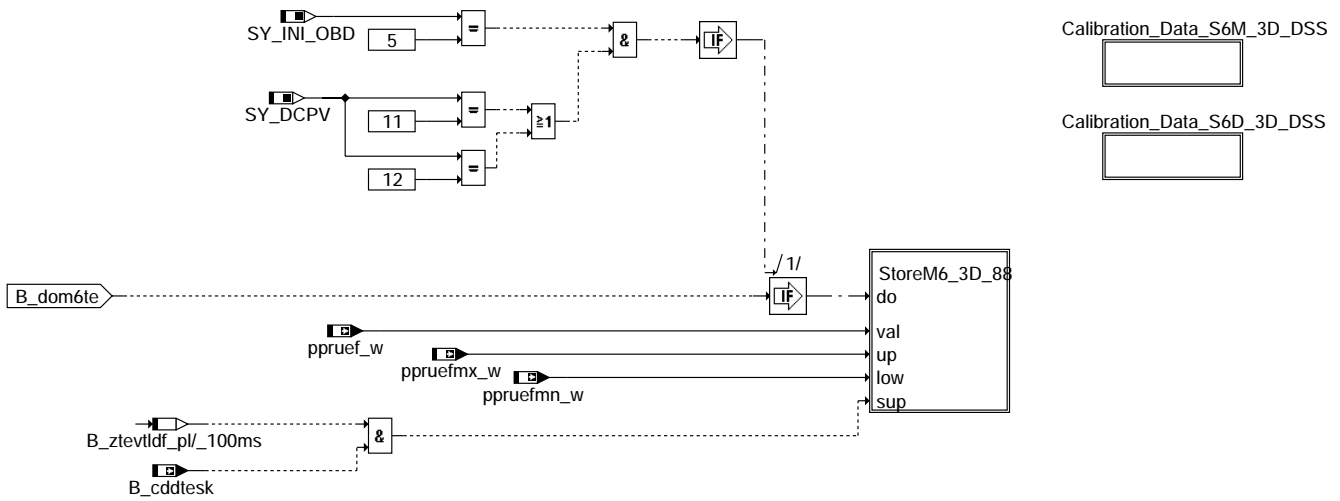 SY_INI_OBD
5
=
&
IF
Calibration_Data_S6M_3D_DSS
SY_DCPV
11
=
≧1
Calibration_Data_S6D_3D_DSS
12
=
/1/
StoreM6_3D_88
B_dom6te
IF
do
ppruef_w
val
ppruefmx_w
up
ppruefmn_w
low
sup
B_ztevtldf_pl/_100ms
&
B_cddtesk